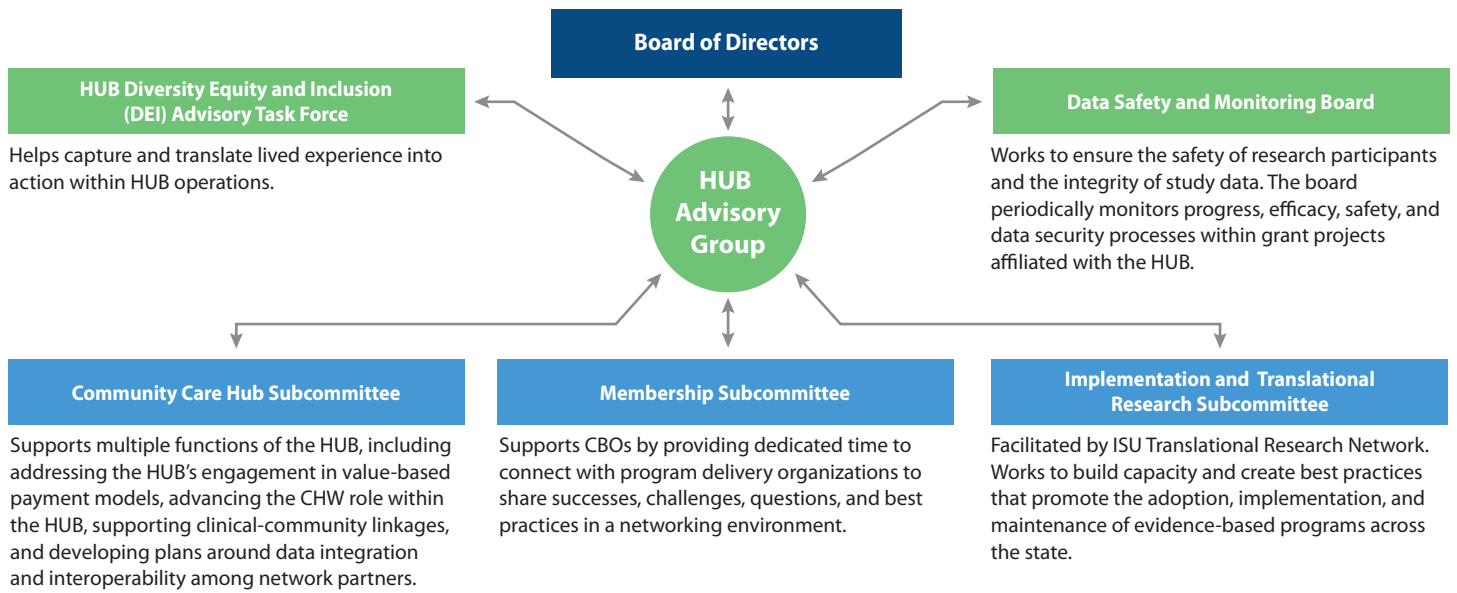 Board of Directors
HUB Diversity Equity and Inclusion
(DEI) Advisory Task Force
Helps capture and translate lived experience into
action within HUB operations.
Data Safety and Monitoring Board
Works to ensure the safety of research participants
and the integrity of study data. The board
periodically monitors progress, efficacy, safety, and
data security processes within grant projects
affiliated with the HUB.
HUB
Advisory
Group
Community Care Hub Subcommittee
Supports multiple functions of the HUB, including
addressing the HUB’s engagement in value-based
payment models, advancing the CHW role within
the HUB, supporting clinical-community linkages,
and developing plans around data integration
and interoperability among network partners.
Membership Subcommittee
Supports CBOs by providing dedicated time to
connect with program delivery organizations to
share successes, challenges, questions, and best
practices in a networking environment.
Implementation and Translational
Research Subcommittee
Facilitated by ISU Translational Research Network.
Works to build capacity and create best practices
that promote the adoption, implementation, and
maintenance of evidence-based programs across
the state.